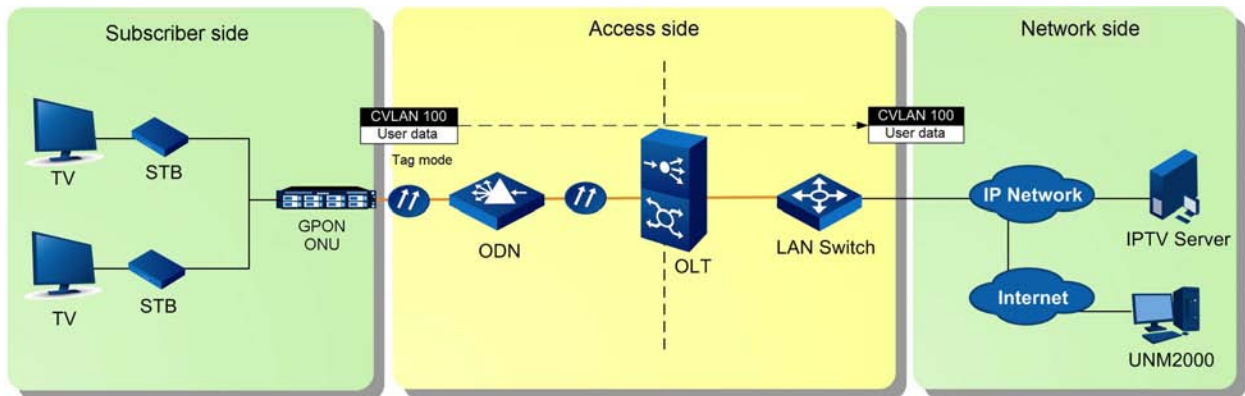 Subscriber side
Access side
Network side
CVLAN 100
User data
CVLAN 100
User data
Tag mode
TV
STB
GPON
ONU
ODN
OLT
LAN Switch
IP Network
IPTV Server
TV
STB
Internet
UNM2000